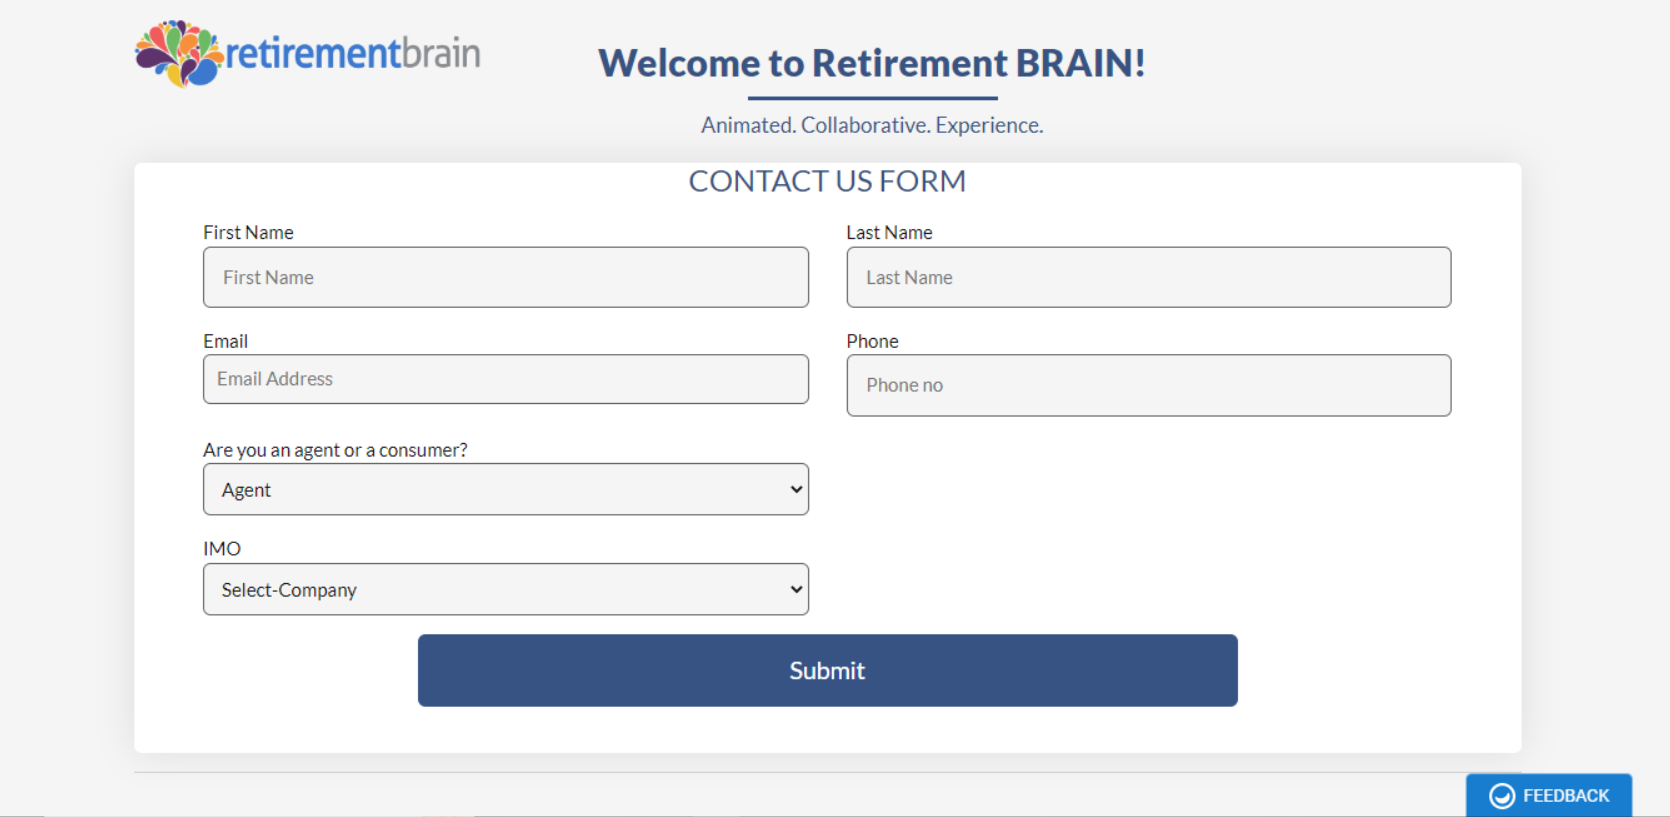 retirementbrain
Welcome to Retirement BRAIN!
Animated. Collaborative. Experience.
CONTACT US FORM
First Name
Last Name
First Name
Last Name
Email
Phone
Email Address
Phone no
Are you an agent or a consumer?
Agent
IMO
Select-Company
Submit
FEEDBACK